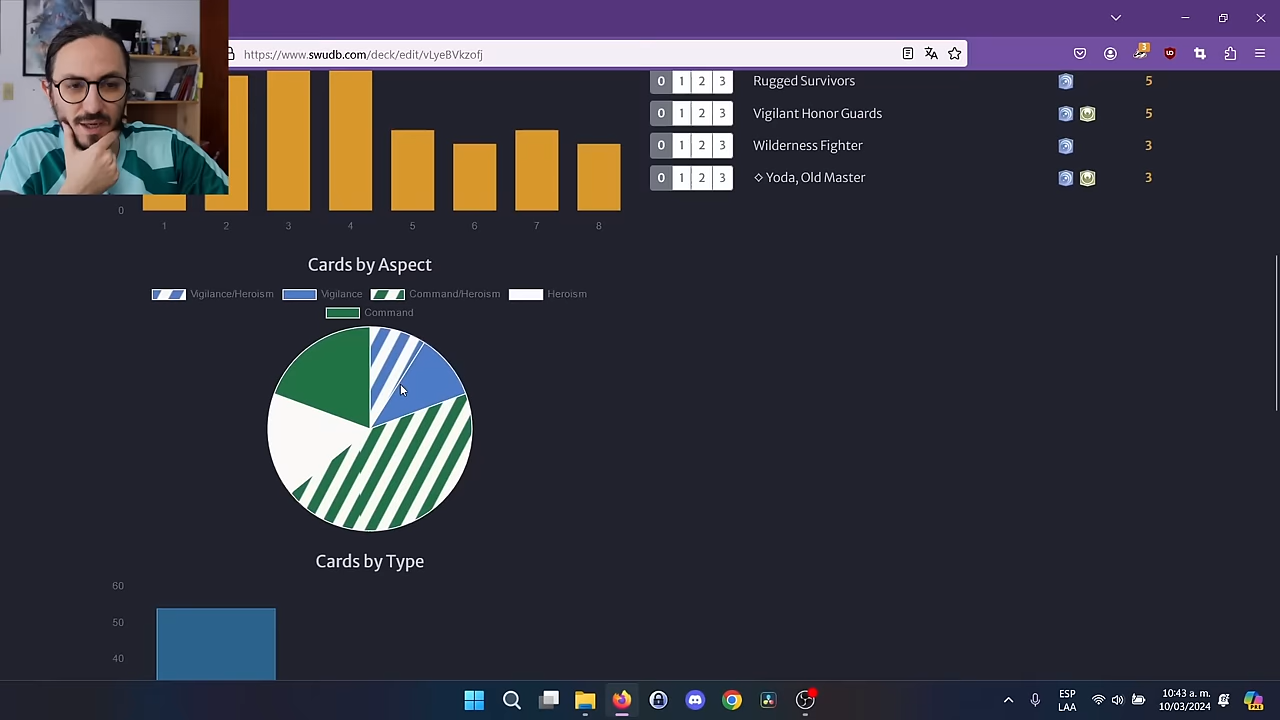 https://www.swudb.com/deck/edit/vLyeBVkzofj
3
0 1 2 3 Rugged Survivors 5
0 1 2 3 Vigilant Honor Guards 5
0 1 2 3 Wilderness Fighter 3
0 1 2 3 Yoda, Old Master 3
0
1 2 3 4 5 6 7 8
Cards by Aspect
Vigilance/Heroism Vigilance Command/Heroism Heroism
Command
Cards by Type
60
50
40
ESP
LAA
10:43 a. m.
10/03/2024